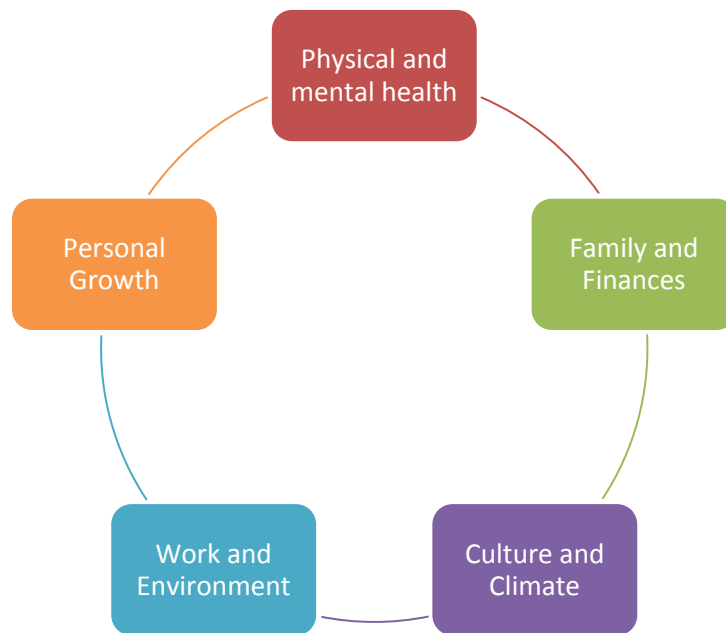 Physical and
mental health
Family and
Finances
Culture and
Climate
Work and
Environment
Personal
Growth